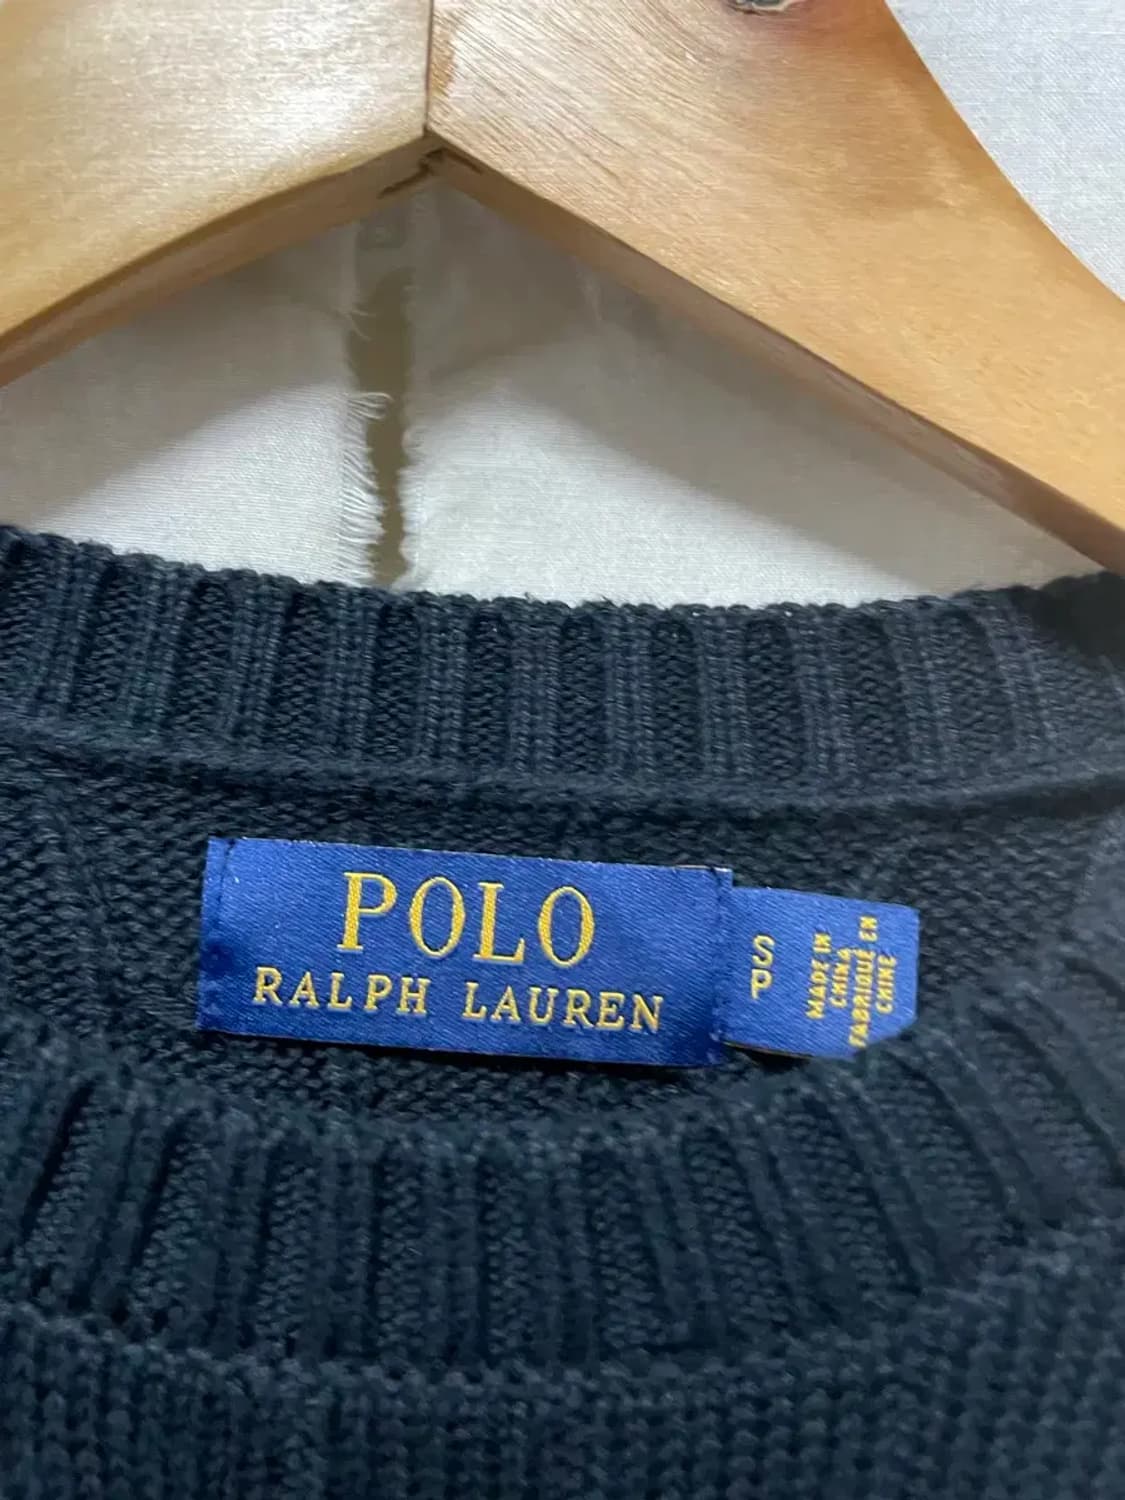 POLO
RALPH LAUREN
S
P
MADE IN
CHINA
FABRIQUÉ EN
CHINE